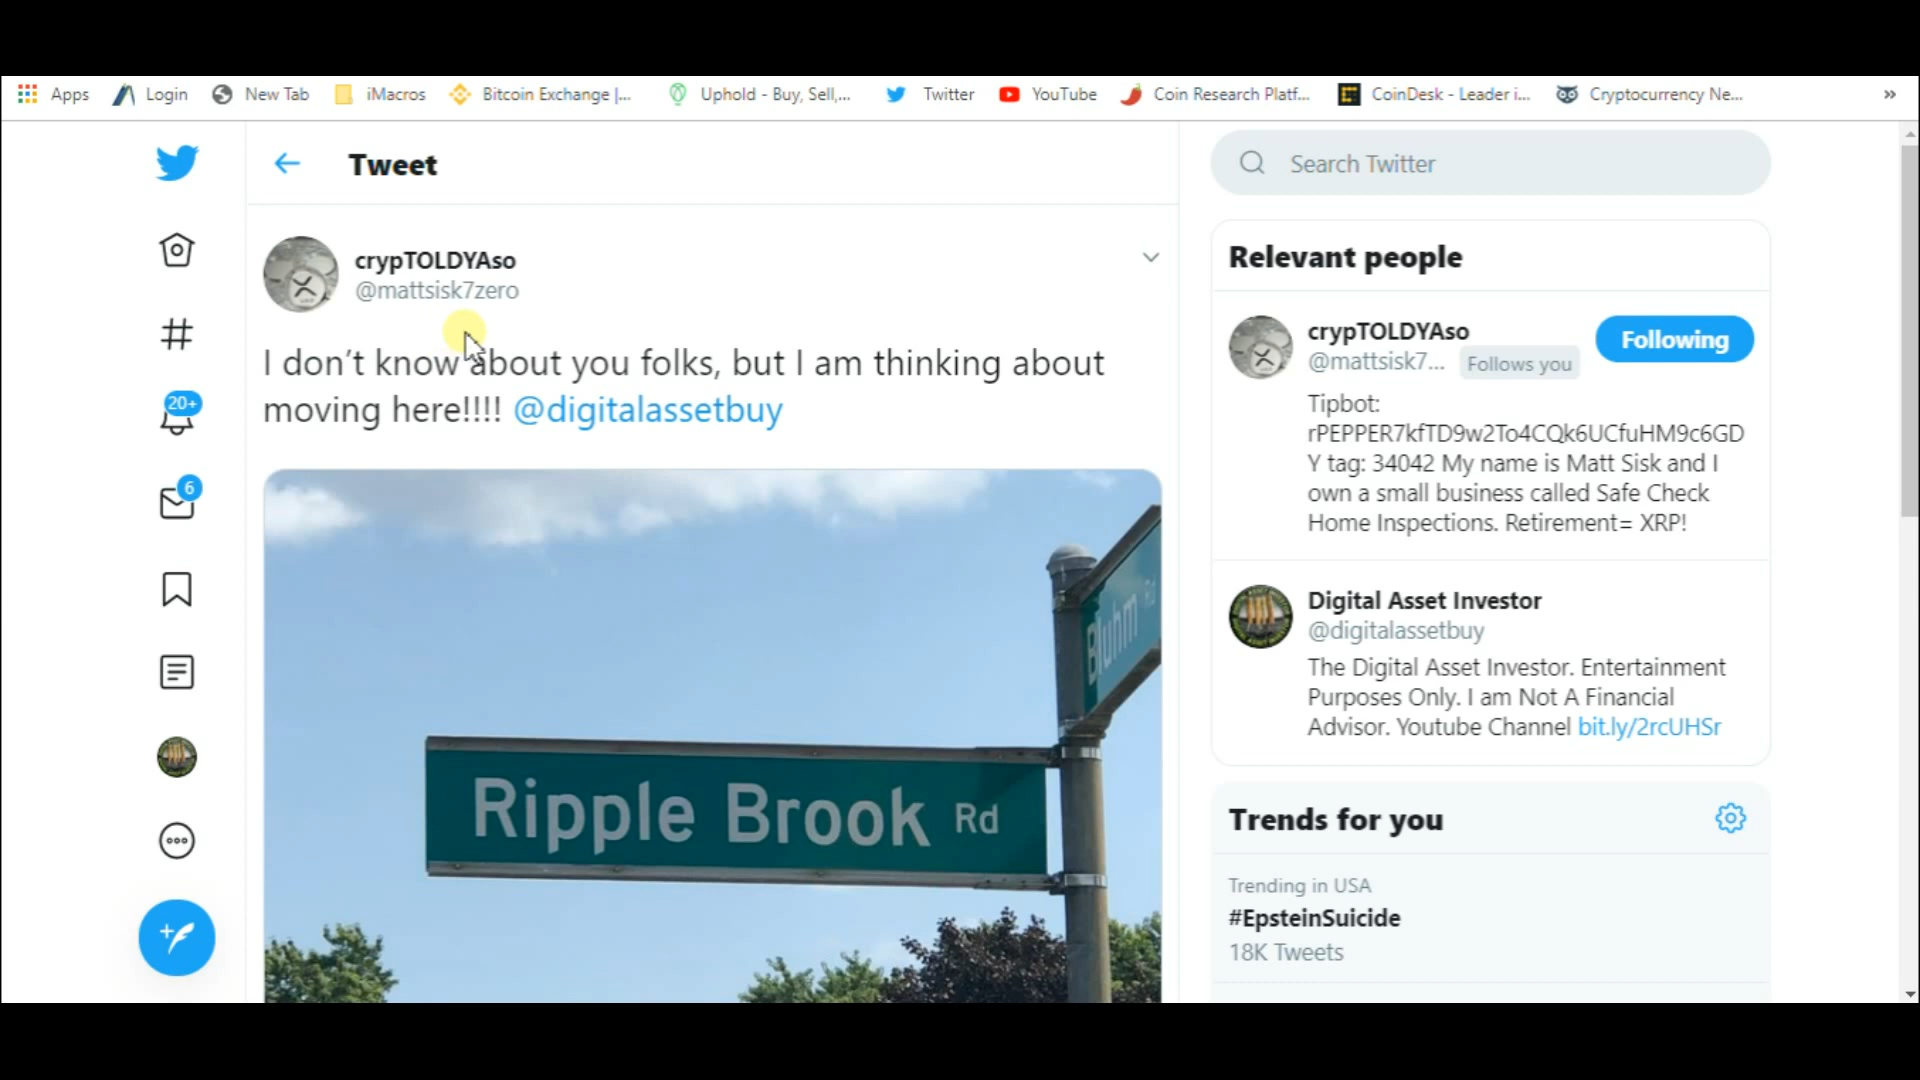 Apps Login New Tab iMacros Bitcoin Exchange |... Uphold - Buy, Sell,... Twitter YouTube Coin Research Platf... CoinDesk - Leader i... Cryptocurrency Ne... »
Tweet
Search Twitter
crypTOLDYAso
@mattsisk7zero
I don't know about you folks, but I am thinking about
moving here!!!! @digitalassetbuy
Bluhm Rd
Ripple Brook Rd
20+
6
Relevant people
crypTOLDYAso
@mattsisk7... Follows you
Following
Tipbot:
rPEPPER7kfTD9w2To4CQk6UCfuHM9c6GD
Y tag: 34042 My name is Matt Sisk and I
own a small business called Safe Check
Home Inspections. Retirement= XRP!
Digital Asset Investor
@digitalassetbuy
The Digital Asset Investor. Entertainment
Purposes Only. I am Not A Financial
Advisor. Youtube Channel bit.ly/2rcUHSr
Trends for you
Trending in USA
#EpsteinSuicide
18K Tweets